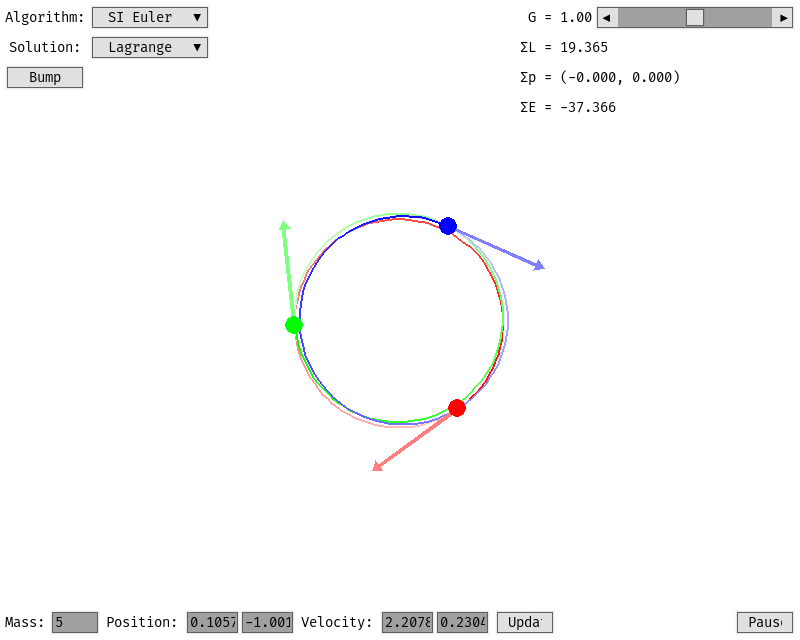 Algorithm: SI Euler ▼ G = 1.00 ◄ ►
Solution: Lagrange ▼ ΣL = 19.365
Bump Σp = (-0.000, 0.000)
ΣE = -37.366
Mass: 5 Position: 0.1057 -1.001 Velocity: 2.2078 0.2304 Upda Paus